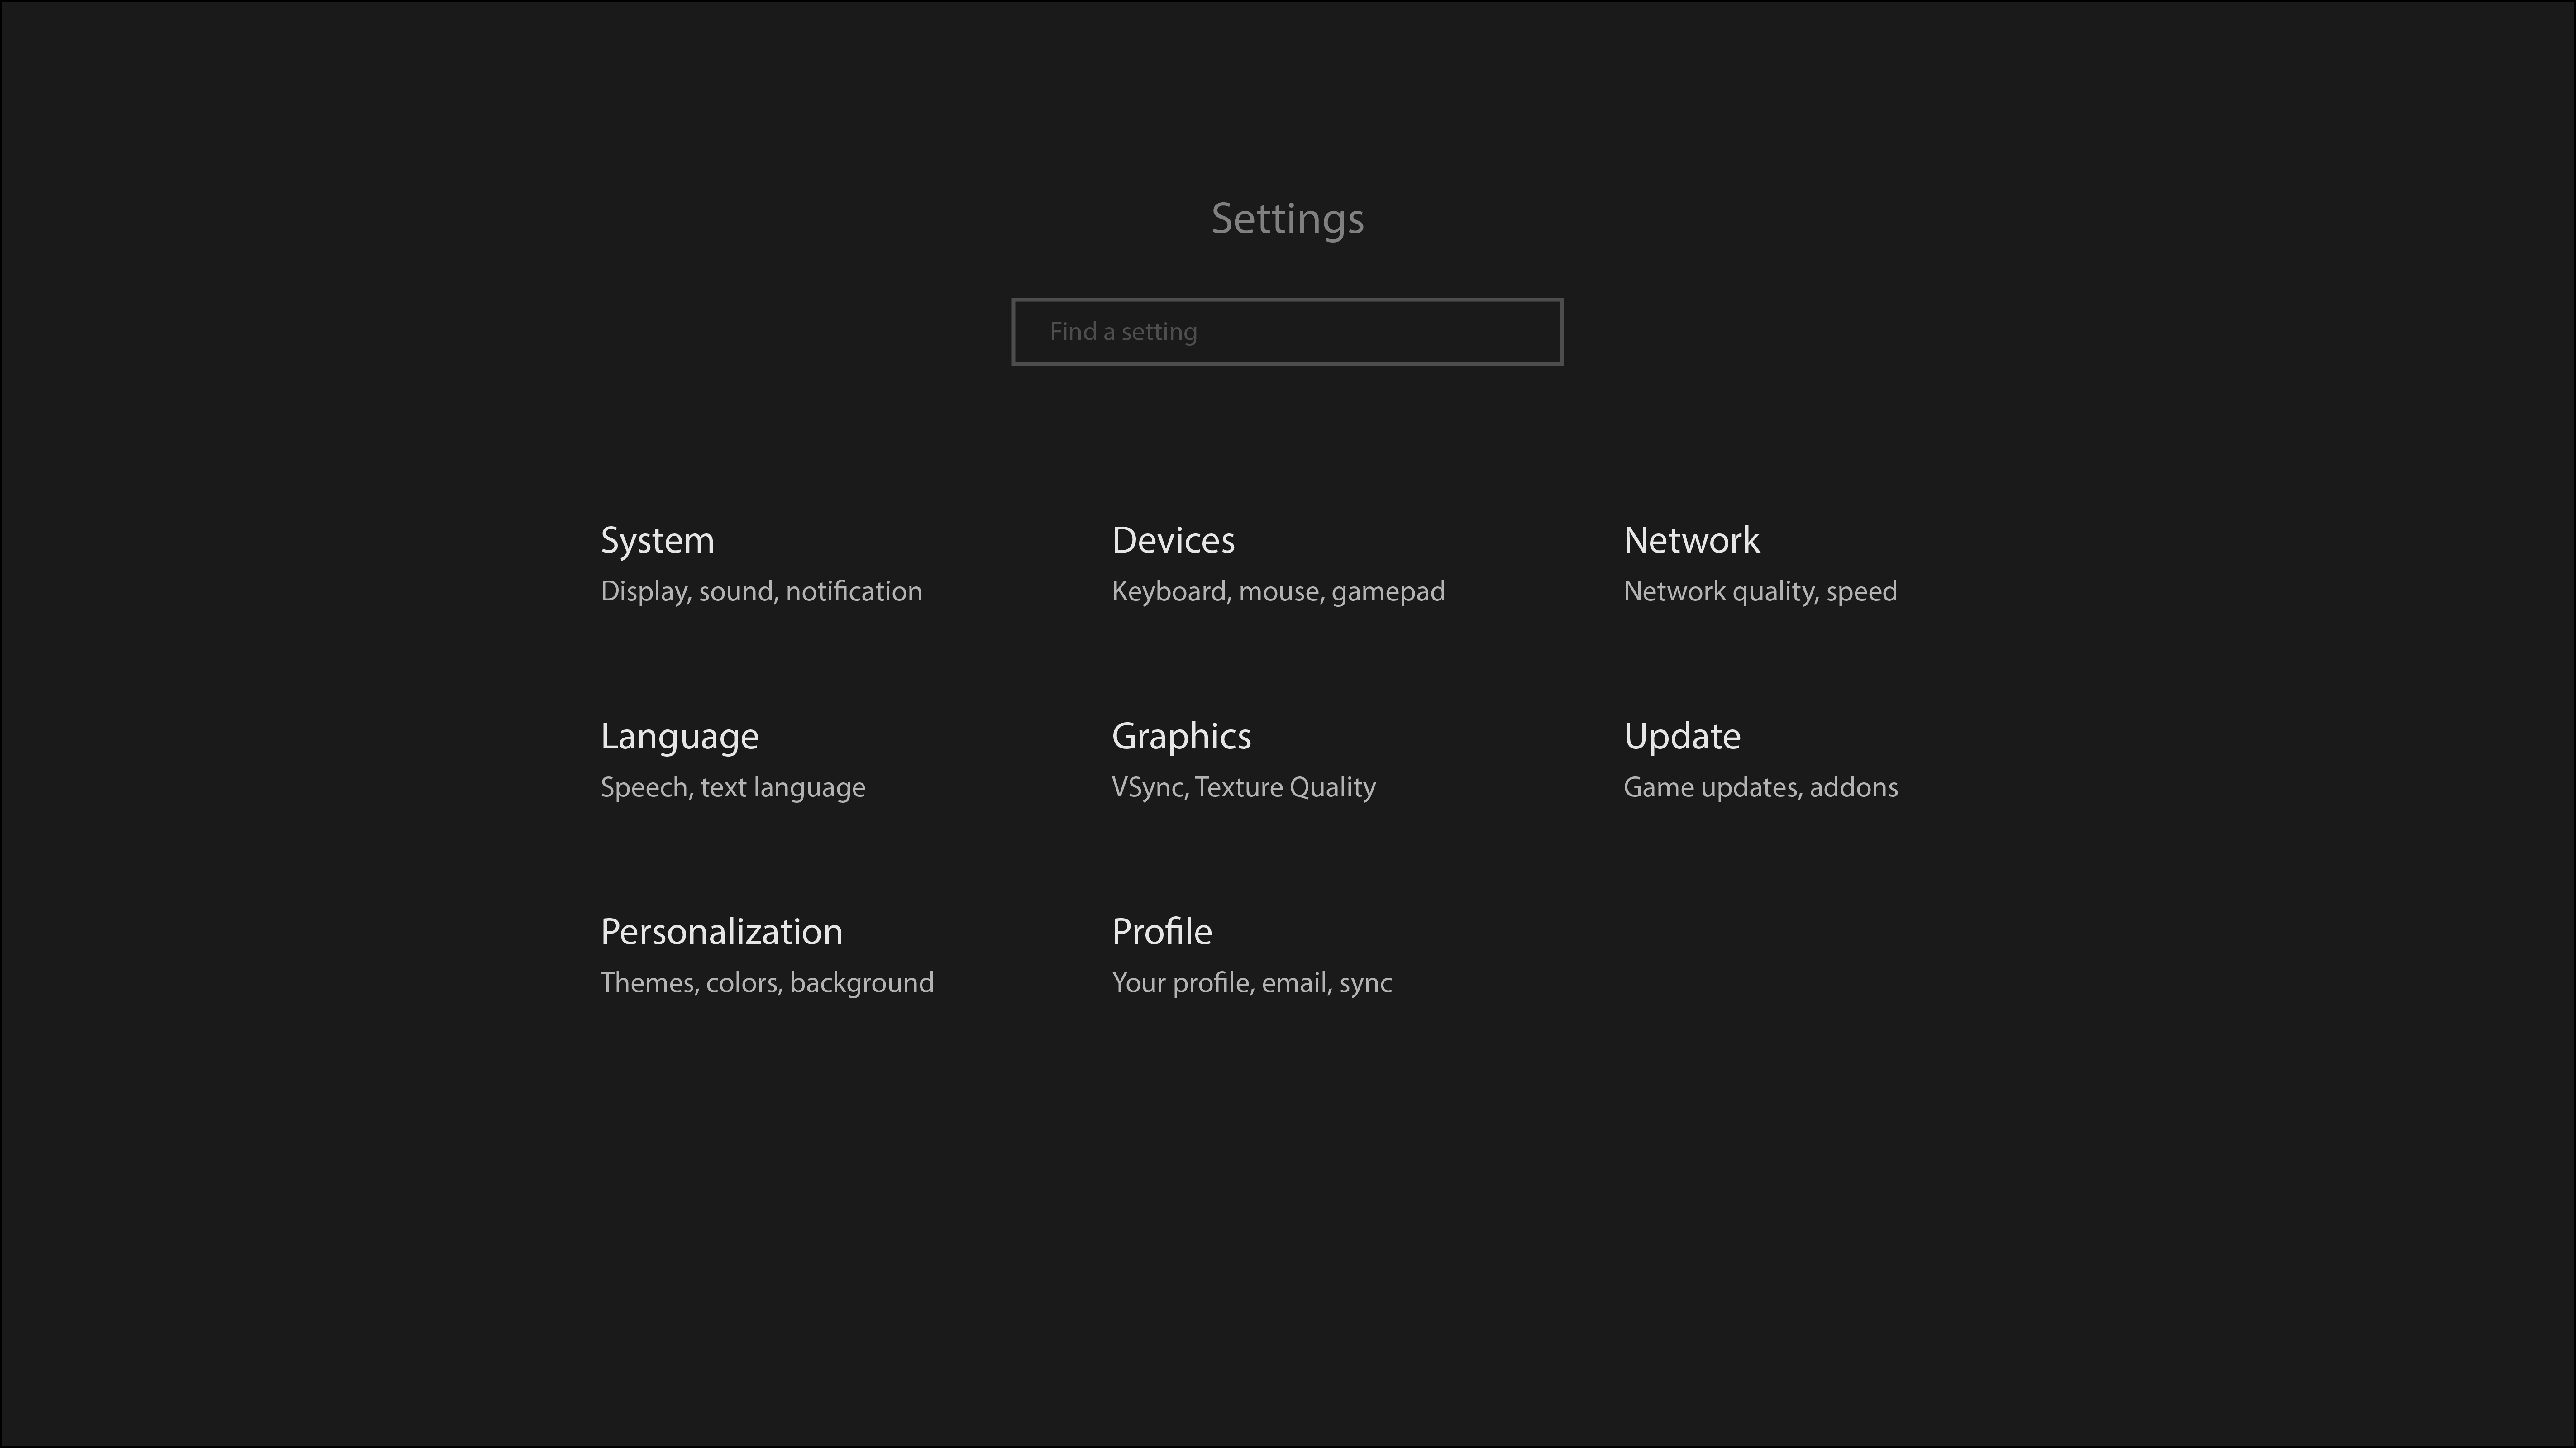 Settings
Find a setting
System
Display, sound, notification
Devices
Keyboard, mouse, gamepad
Network
Network quality, speed
Language
Speech, text language
Graphics
VSync, Texture Quality
Update
Game updates, addons
Personalization
Themes, colors, background
Profile
Your profile, email, sync